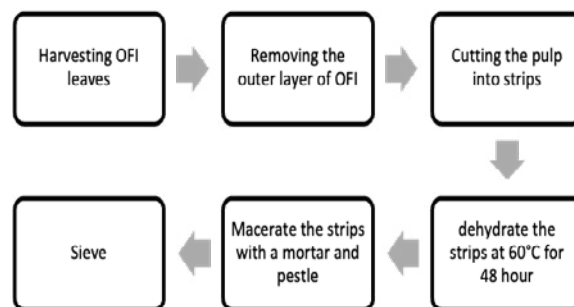 Harvesting OFI
leaves
Removing the
outer layer of OFI
Cutting the pulp
into strips
dehydrate the
strips at 60°C for
48 hour
Macerate the strips
with a mortar and
pestle
Sieve